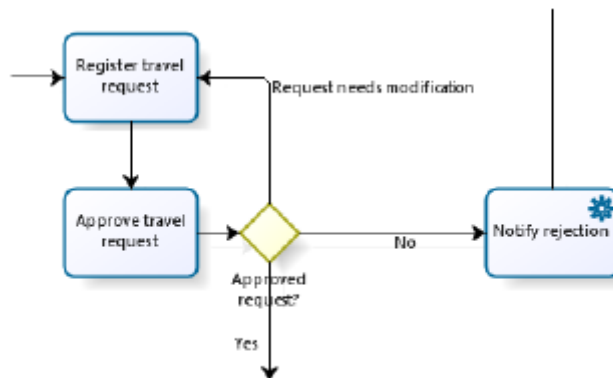 Register travel
request
Request needs modification
Approve travel
request
Notify rejection
No
Approved
request?
Yes